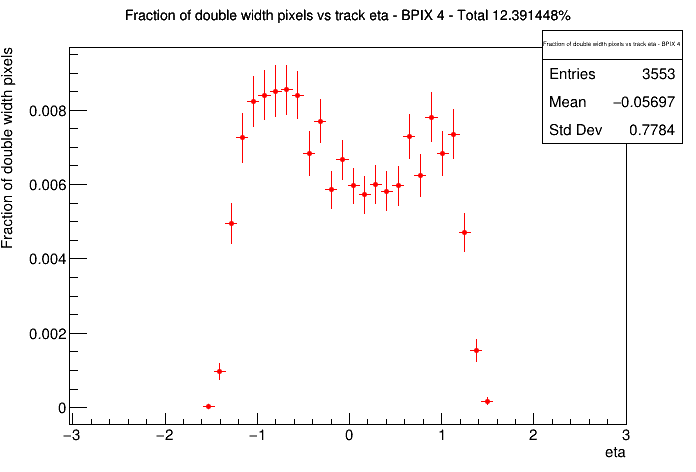 Fraction of double width pixels vs track eta - BPIX 4 - Total 12.391448%
Fraction of double width pixels vs track eta - BPIX 4
Entries 3553
Mean −0.05697
Std Dev 0.7784
Fraction of double width pixels
0.008
0.006
0.004
0.002
0
−3 −2 −1 0 1 2 3
eta